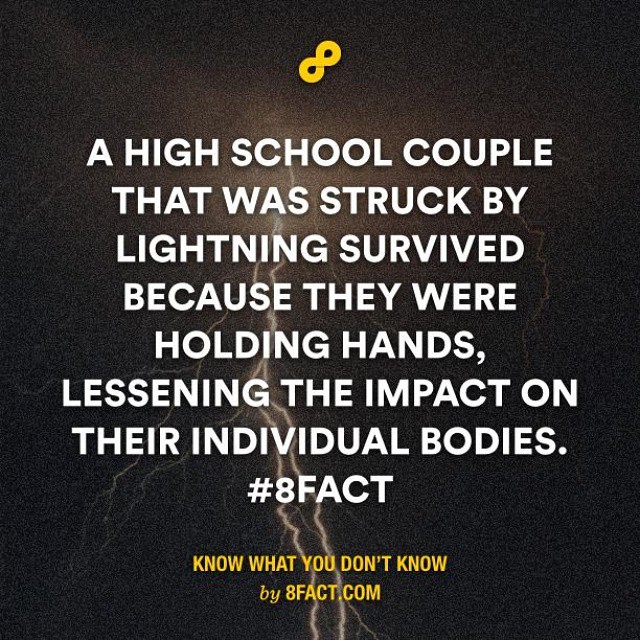 A HIGH SCHOOL COUPLE
THAT WAS STRUCK BY
LIGHTNING SURVIVED
BECAUSE THEY WERE
HOLDING HANDS,
LESSENING THE IMPACT ON
THEIR INDIVIDUAL BODIES.
#8FACT
KNOW WHAT YOU DON'T KNOW
by 8FACT.COM